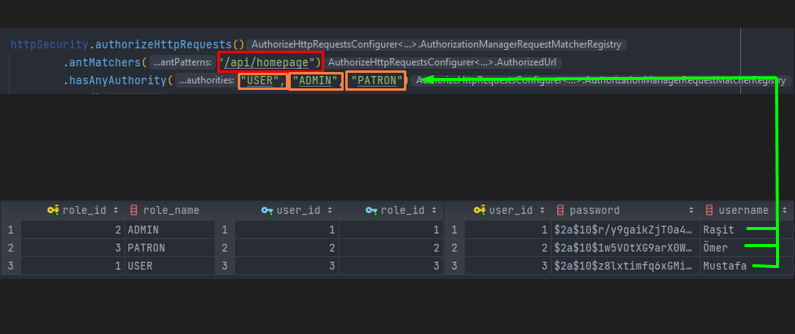 httpSecurity.authorizeHttpRequests() AuthorizeHttpRequestsConfigurer<...>.AuthorizationManagerRequestMatcherRegistry
.antMatchers( ...antPatterns: "/api/homepage") AuthorizeHttpRequestsConfigurer<...>.AuthorizedUrl
.hasAnyAuthority( ...authorities: "USER", "ADMIN", "PATRON") AuthorizeHttpRequestsConfigurer<...>.AuthorizationManagerRequestMatcherRegistry
role_id role_name user_id role_id user_id password username
1 2 ADMIN 1 1 1 1 1 $2a$10$r/y9gaikZjT0a4… Raşit
2 3 PATRON 2 2 2 2 2 $2a$10$1w5VOtXG9arX0W… Ömer
3 1 USER 3 3 3 3 3 $2a$10$z8lxtimfq6xGMi… Mustafa